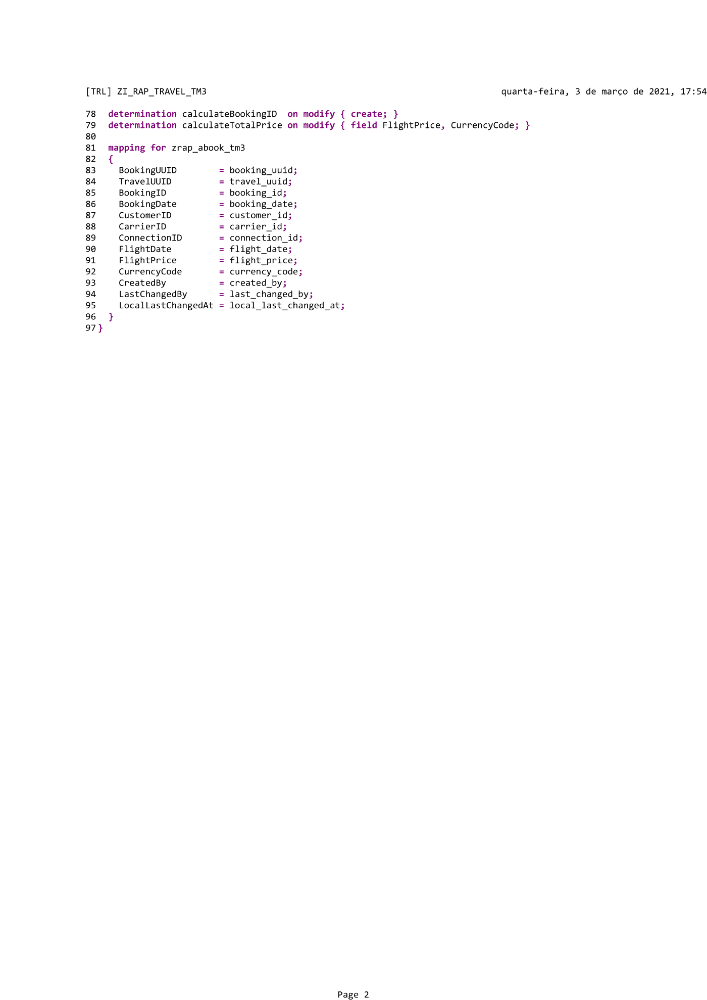 [TRL] ZI_RAP_TRAVEL_TM3 quarta-feira, 3 de março de 2021, 17:54
78 determination calculateBookingID on modify { create; }
79 determination calculateTotalPrice on modify { field FlightPrice, CurrencyCode; }
80
81 mapping for zrap_abook_tm3
82 {
83 BookingUUID = booking_uuid;
84 TravelUUID = travel_uuid;
85 BookingID = booking_id;
86 BookingDate = booking_date;
87 CustomerID = customer_id;
88 CarrierID = carrier_id;
89 ConnectionID = connection_id;
90 FlightDate = flight_date;
91 FlightPrice = flight_price;
92 CurrencyCode = currency_code;
93 CreatedBy = created_by;
94 LastChangedBy = last_changed_by;
95 LocalLastChangedAt = local_last_changed_at;
96 }
97 }
Page 2